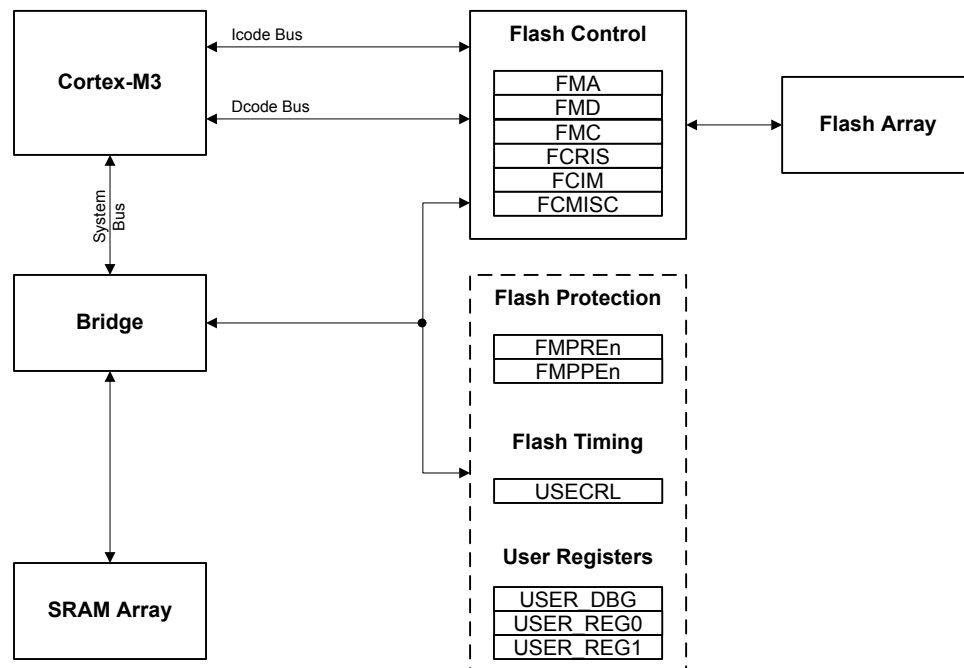 Cortex-M3
Icode Bus
Dcode Bus
Flash Control
FMA
FMD
FMC
FCRIS
FCIM
FCMISC
Flash Array
System
Bus
Bridge
Flash Protection
FMPREn
FMPPEn
Flash Timing
USECRL
User Registers
USER_DBG
USER_REG0
USER_REG1
SRAM Array